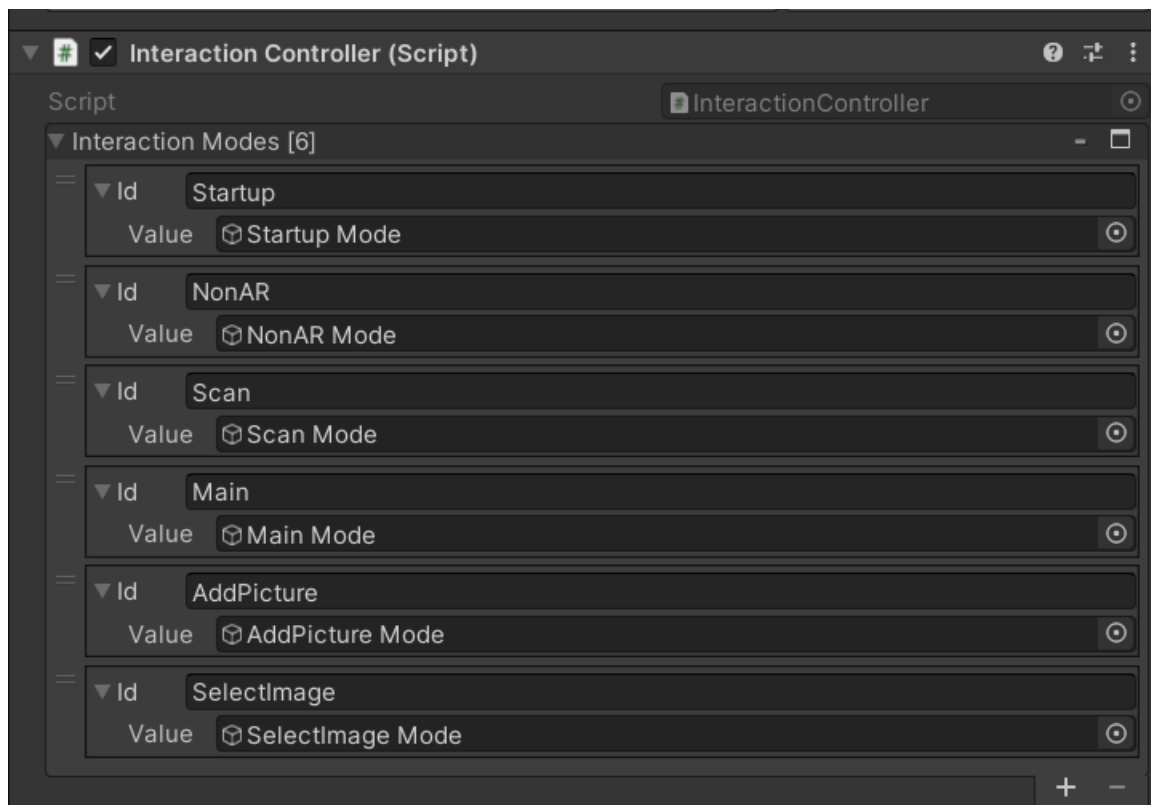 Interaction Controller (Script)
Script InteractionController
Interaction Modes [6]
Id Startup
Value Startup Mode
Id NonAR
Value NonAR Mode
Id Scan
Value Scan Mode
Id Main
Value Main Mode
Id AddPicture
Value AddPicture Mode
Id SelectImage
Value SelectImage Mode